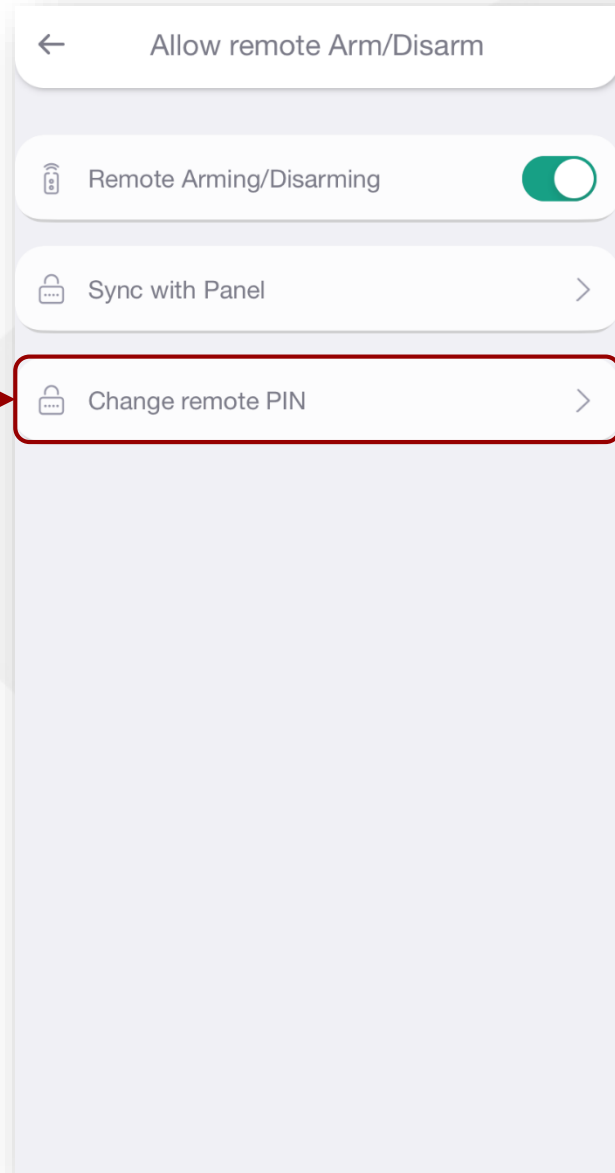 Allow remote Arm/Disarm
Remote Arming/Disarming
Sync with Panel
Change remote PIN